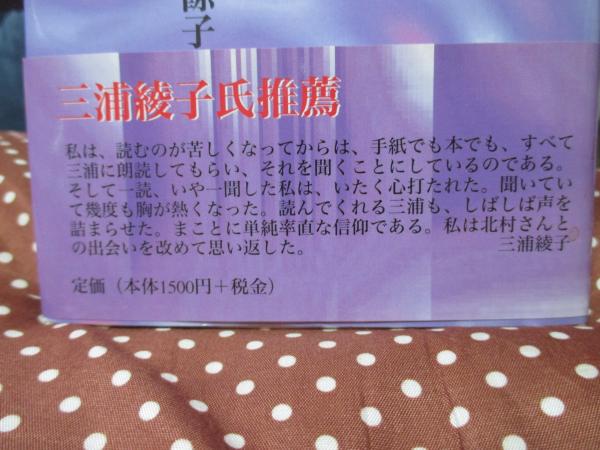 子
三浦綾子氏推薦
私は、読むのが苦しくなってからは、手紙でも本でも、すべて
三浦に朗読してもらい、それを聞くことにしているのである。
そして一読、いや一聞した私は、いたく心打たれた。聞いてい
て幾度も胸が熱くなった。読んでくれる三浦も、しばしば声を
詰まらせた。まことに単純率直な信仰である。私は北村さんと
の出会いを改めて思い返した。 三浦綾子
定価（本体1500円＋税金）